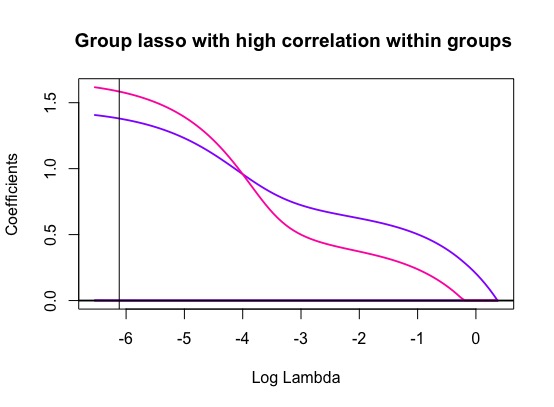 Group lasso with high correlation within groups
Coefficients
1.5
1.0
0.5
0.0
-6 -5 -4 -3 -2 -1 0
Log Lambda